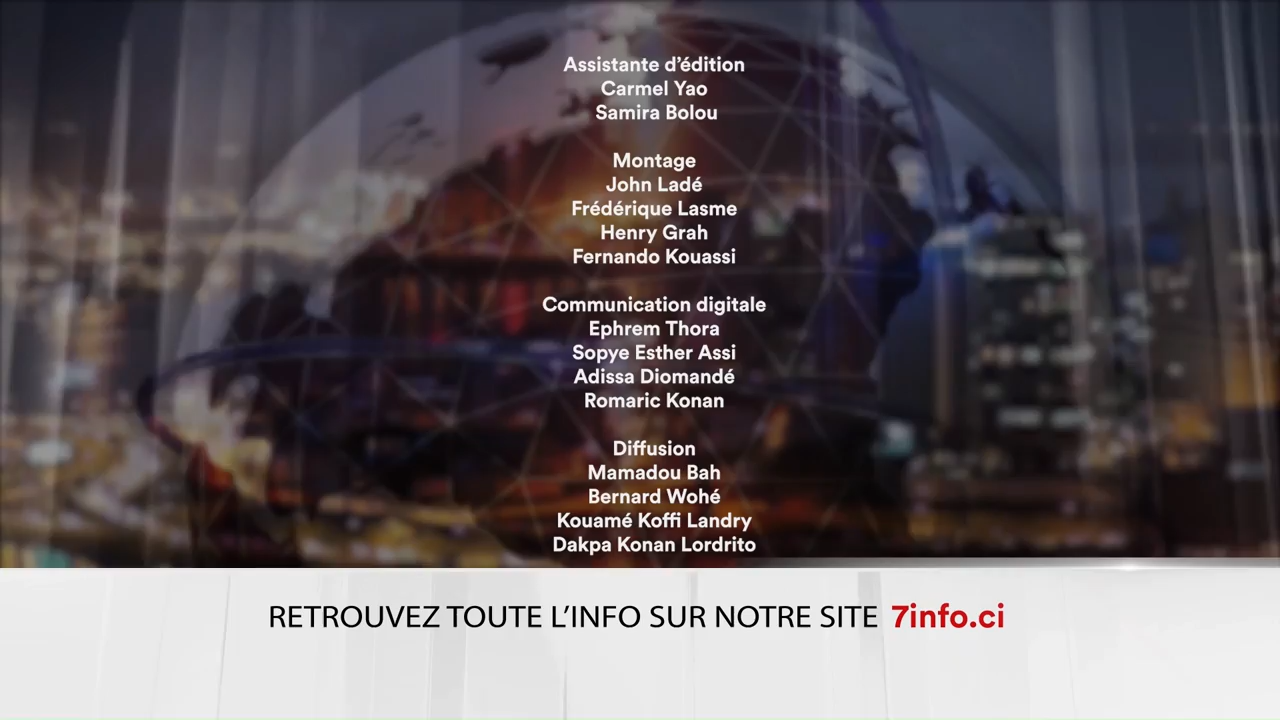 Assistante d’édition
Carmel Yao
Samira Bolou
Montage
John Ladé
Frédérique Lasme
Henry Grah
Fernando Kouassi
Communication digitale
Ephrem Thora
Sopye Esther Assi
Adissa Diomandé
Romaric Konan
Diffusion
Mamadou Bah
Bernard Wohé
Kouamé Koffi Landry
Dakpa Konan Lordrito
RETROUVEZ TOUTE L’INFO SUR NOTRE SITE 7info.ci